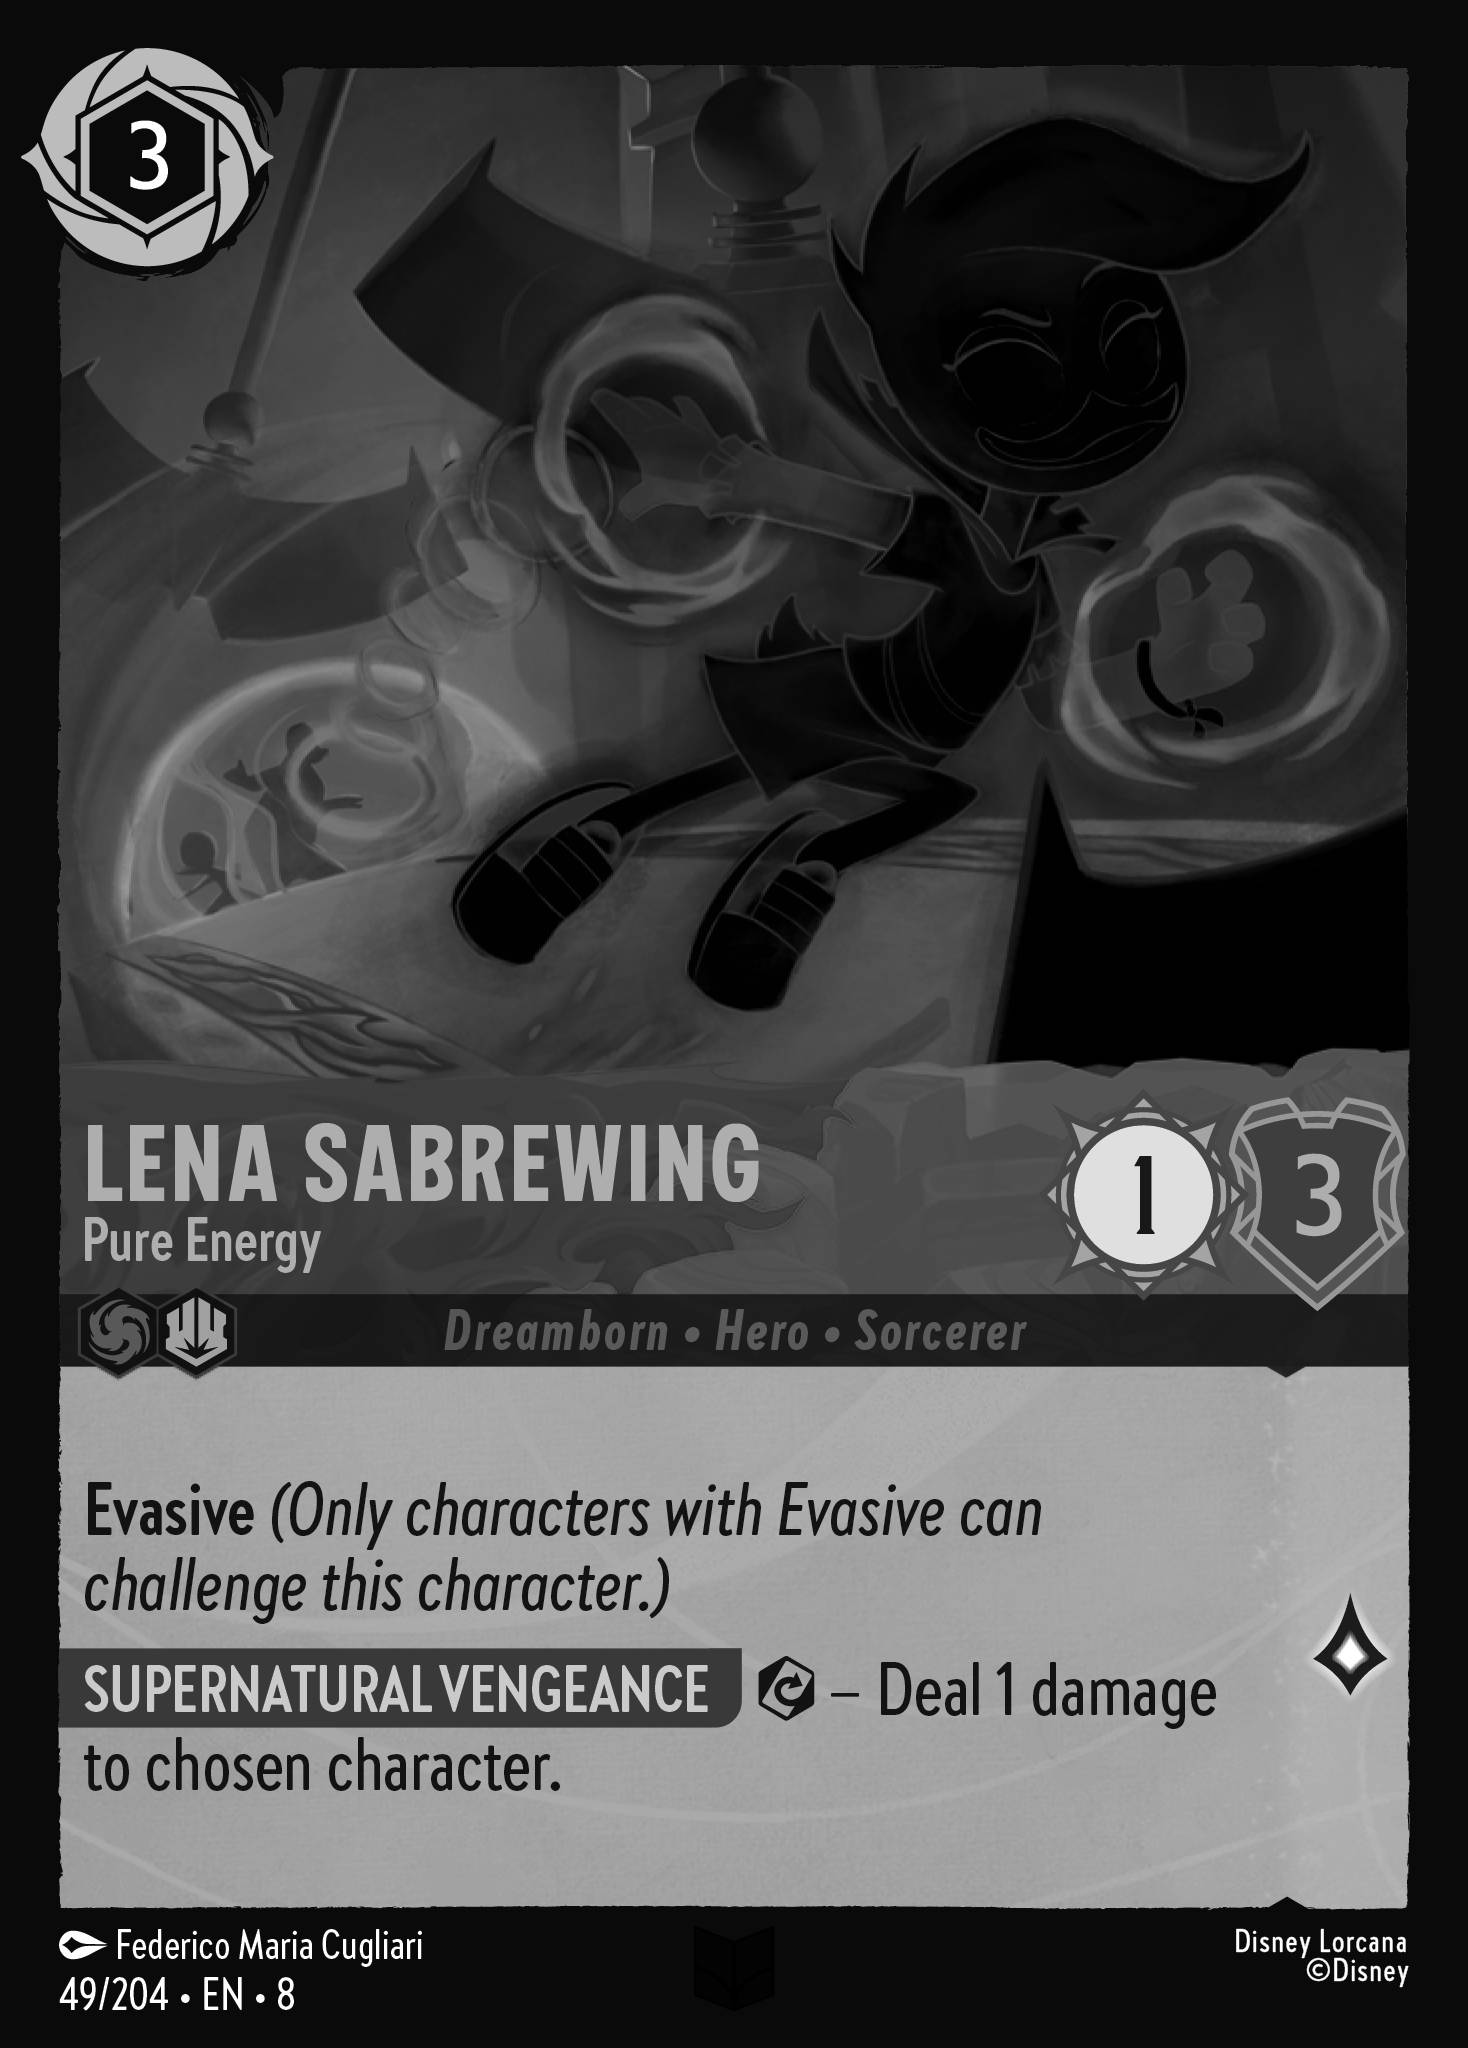 3
LENA SABREWING
Pure Energy
1
3
Dreamborn • Hero • Sorcerer
Evasive (Only characters with Evasive can
challenge this character.)
SUPERNATURAL VENGEANCE – Deal 1 damage
to chosen character.
Federico Maria Cugliari
49/204 • EN • 8
Disney Lorcana
©Disney